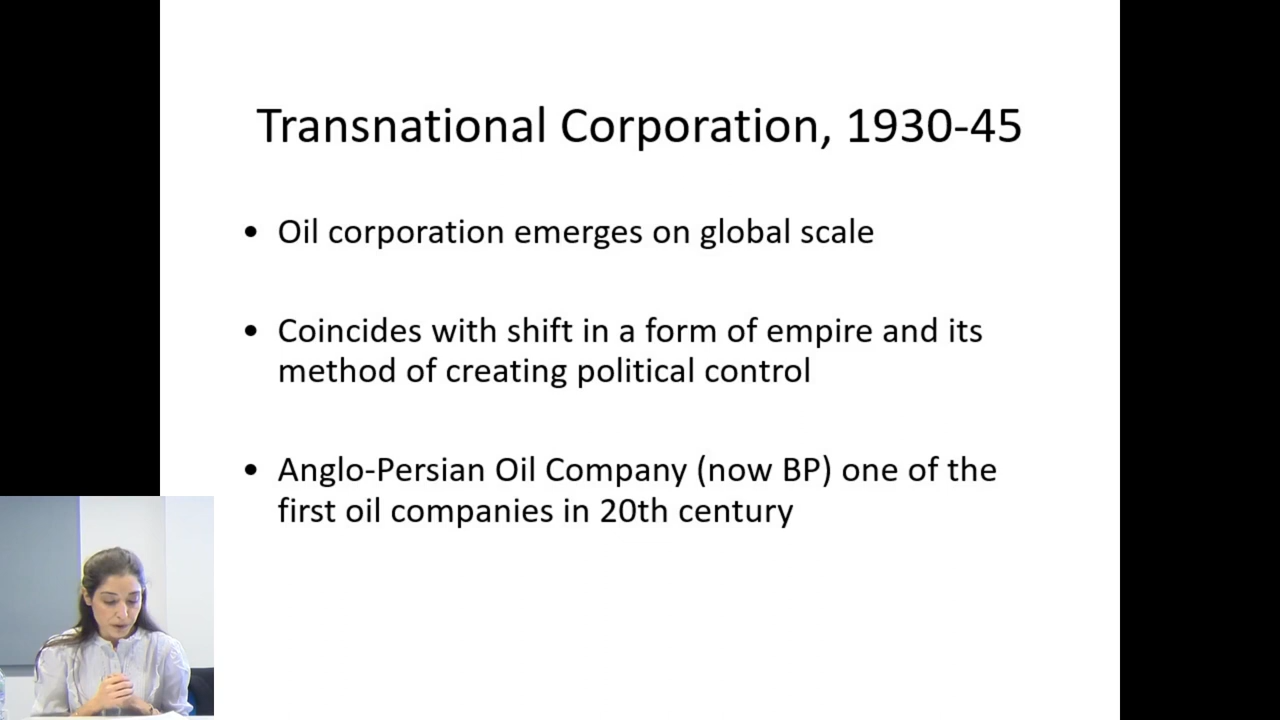 Transnational Corporation, 1930-45
• Oil corporation emerges on global scale
• Coincides with shift in a form of empire and its
method of creating political control
• Anglo-Persian Oil Company (now BP) one of the
first oil companies in 20th century